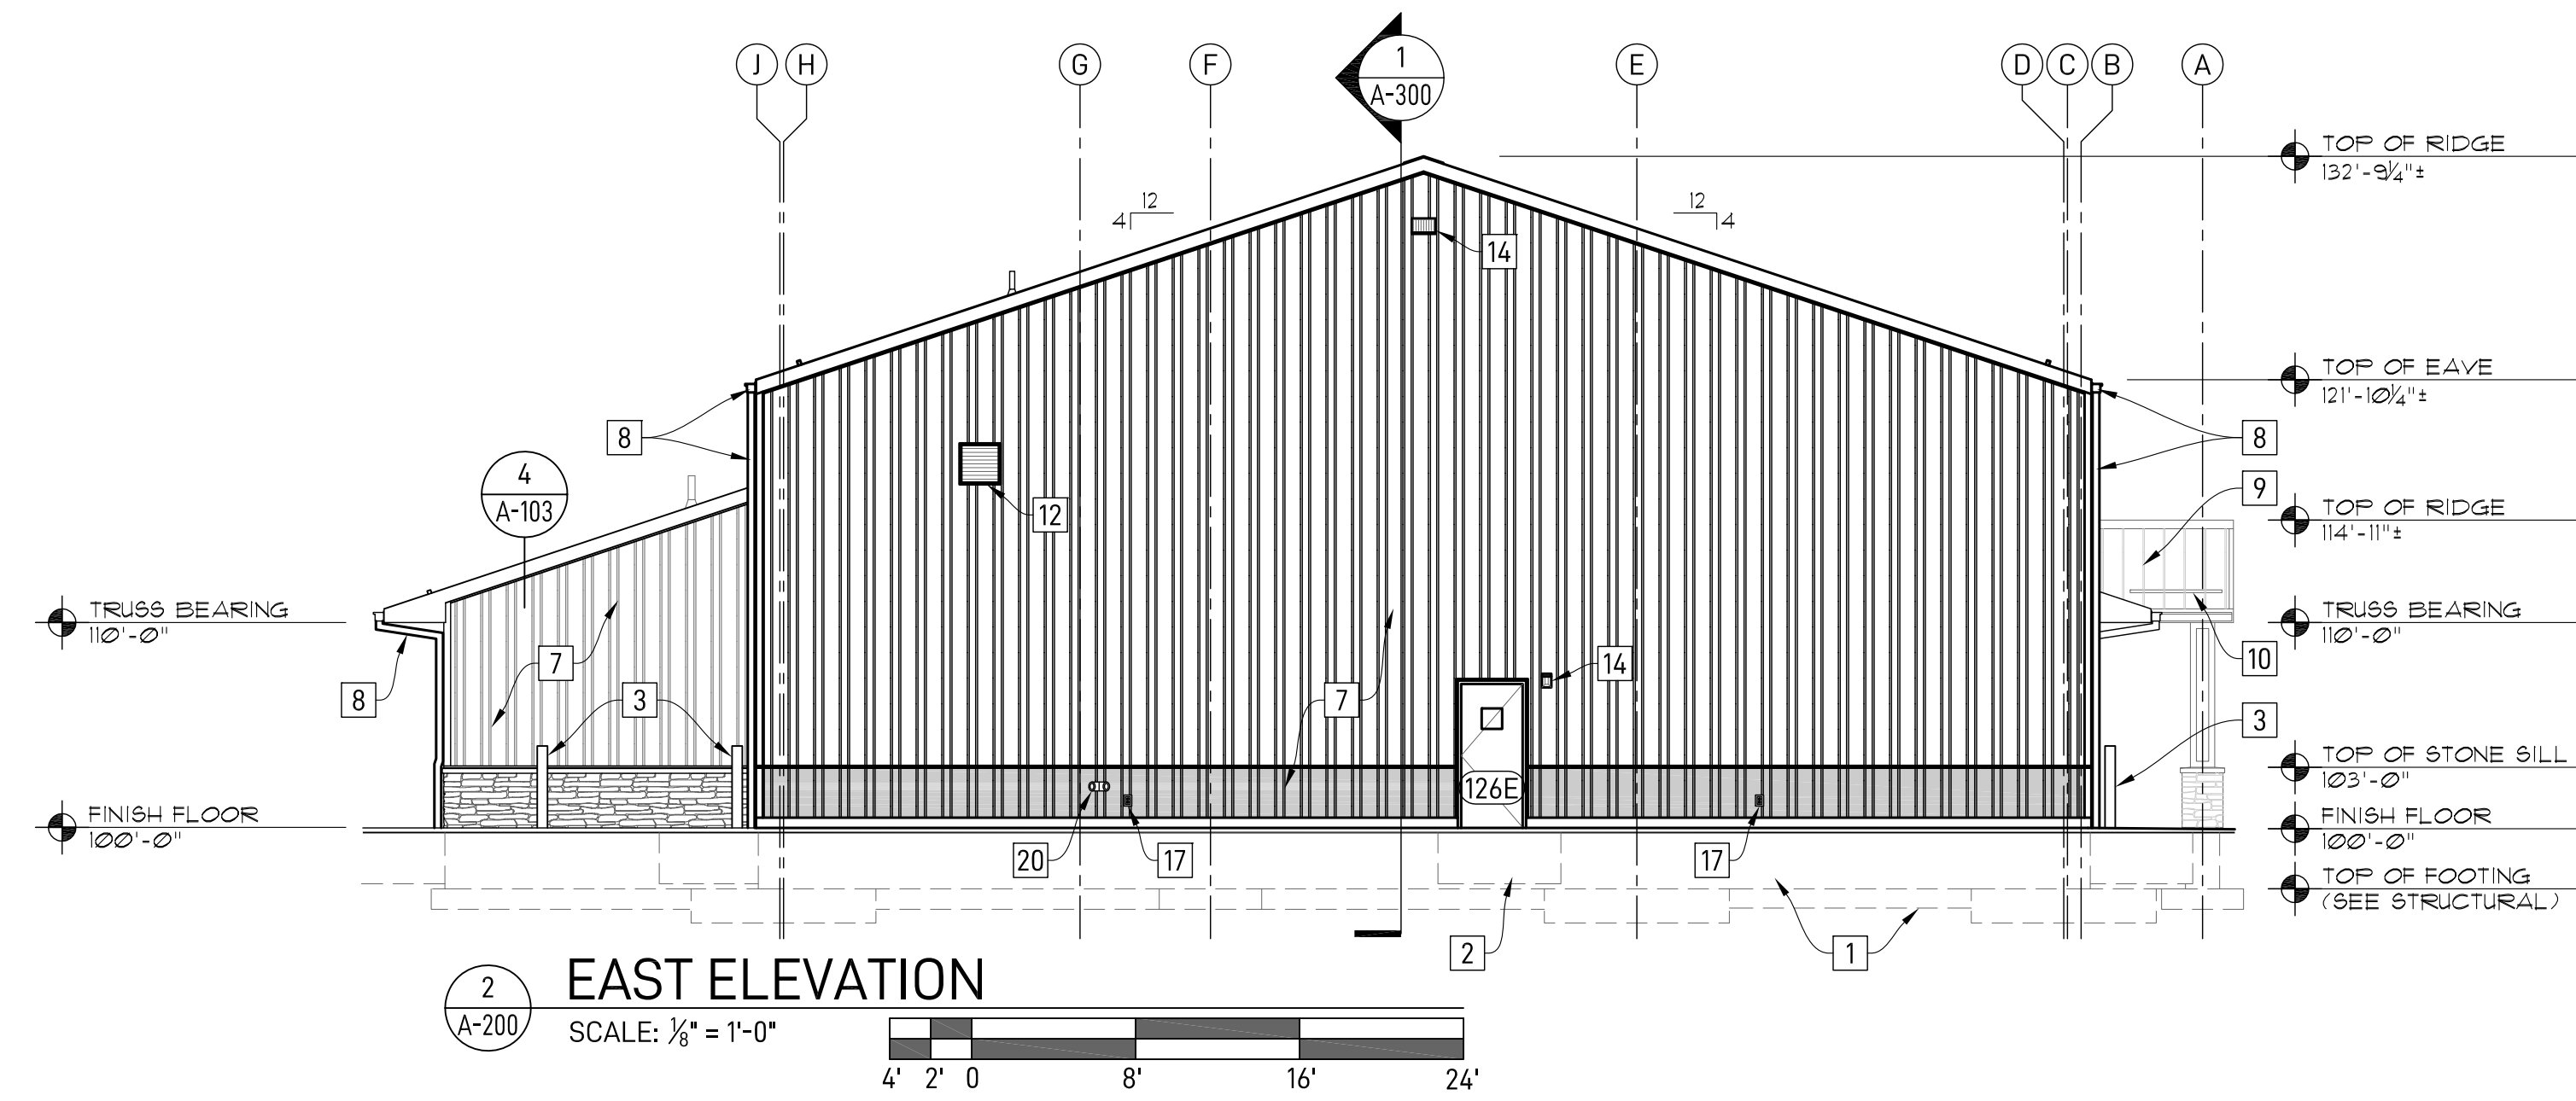 J H G F 1 E D C B A
A-300
TOP OF RIDGE
132'-9¼"±
12 12
4 4
14
TOP OF EAVE
121'-10¼"±
8 8
4
A-103
9
12
TOP OF RIDGE
114'-11"±
TRUSS BEARING
110'-0"
TRUSS BEARING
110'-0"
7 14 10
8 3 7 3
TOP OF STONE SILL
103'-0"
126E
FINISH FLOOR
100'-0"
FINISH FLOOR
100'-0"
20 17 17
TOP OF FOOTING
(SEE STRUCTURAL)
2 1
2
A-200
EAST ELEVATION
SCALE: ⅛" = 1'-0"
4' 2' 0 8' 16' 24'